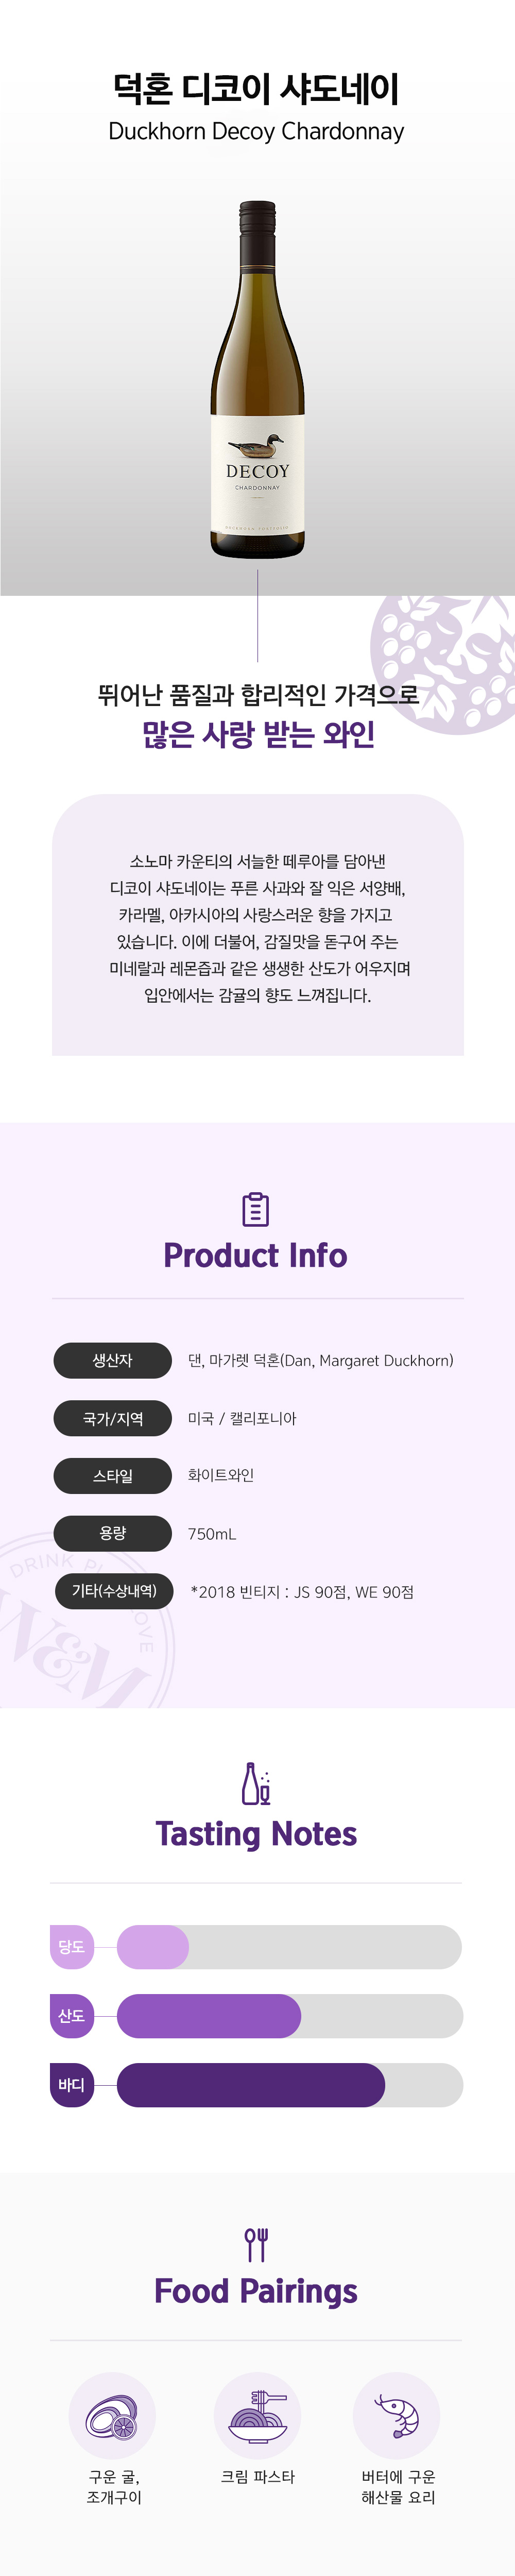 덕혼 디코이 샤도네이
Duckhorn Decoy Chardonnay
DECOY
CHARDONNAY
뛰어난 품질과 합리적인 가격으로
많은 사랑 받는 와인
소노마 카운티의 서늘한 떼루아를 담아낸
디코이 샤도네이는 푸른 사과와 잘 익은 서양배,
카라멜, 아카시아의 사랑스러운 향을 가지고
있습니다. 이에 더불어, 감질맛을 돋구어 주는
미네랄과 레몬즙과 같은 생생한 산도가 어우지며
입안에서는 감귤의 향도 느껴집니다.
Product Info
생산자 댄, 마가렛 덕혼(Dan, Margaret Duckhorn)
국가/지역 미국 / 캘리포니아
스타일 화이트와인
용량 750mL
기타(수상내역) *2018 빈티지 : JS 90점, WE 90점
DRINK
W&M
Tasting Notes
당도
산도
바디
Food Pairings
구운 굴,
조개구이
크림 파스타
버터에 구운
해산물 요리